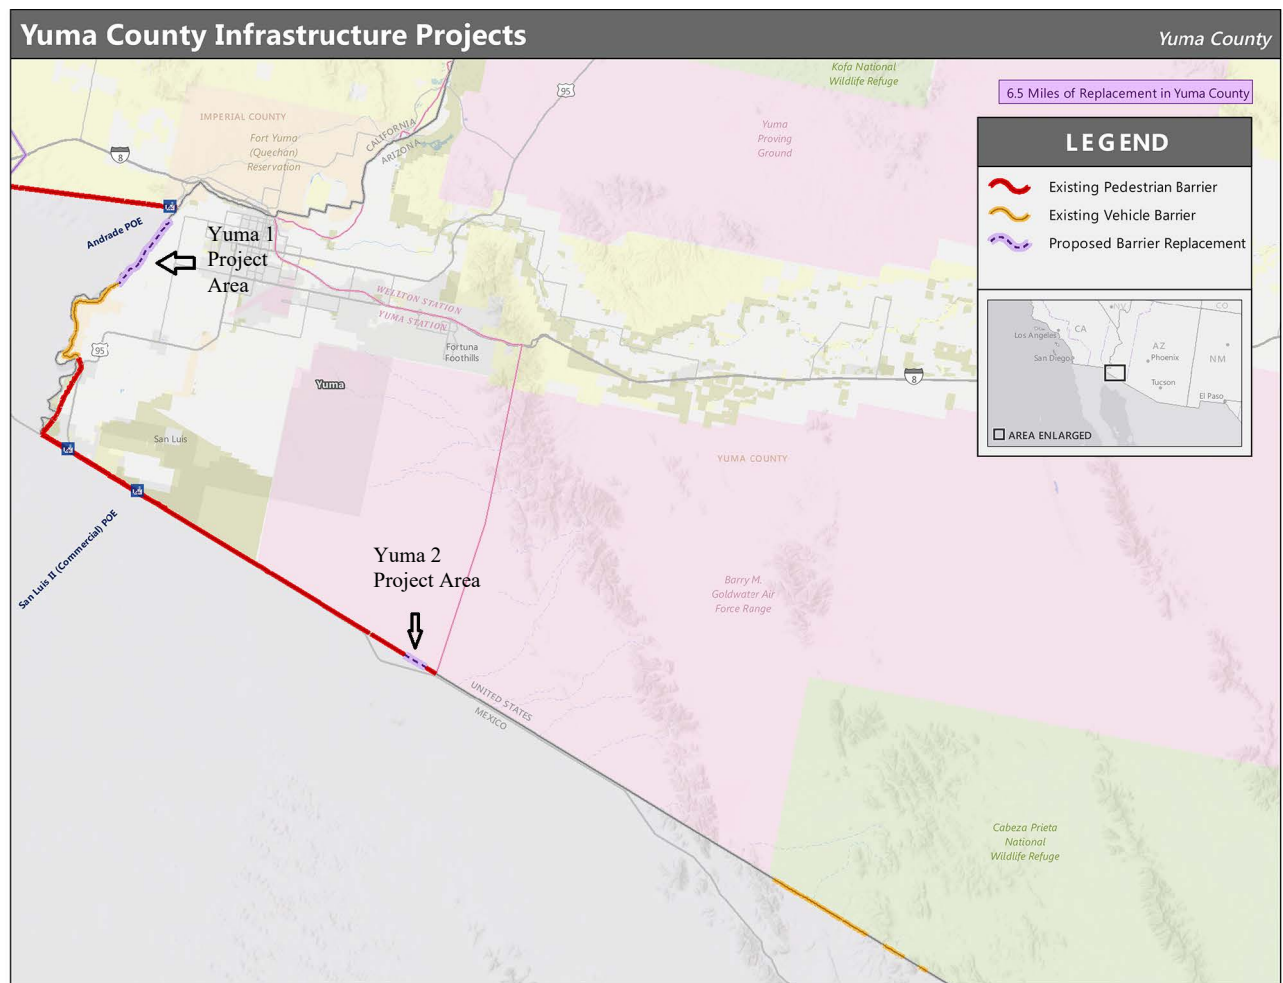 Yuma County Infrastructure Projects
Yuma County
Kofa National
Wildlife Refuge
95
6.5 Miles of Replacement in Yuma County
IMPERIAL COUNTY
CALIFORNIA
ARIZONA
Fort Yuma
(Quechan)
Reservation
Yuma
Proving
Ground
8
LEGEND
Existing Pedestrian Barrier
Existing Vehicle Barrier
Proposed Barrier Replacement
Andrade POE
Yuma 1
Project
Area
WELLTON STATION
YUMA STATION
95
Fortuna
Foothills
Yuma
8
NV
CO
Los Angeles
CA
AZ
NM
San Diego
Phoenix
Tucson
El Paso
AREA ENLARGED
San Luis
YUMA COUNTY
San Luis II (Commercial) POE
Yuma 2
Project Area
Barry M.
Goldwater Air
Force Range
UNITED STATES
MEXICO
Cabeza Prieta
National
Wildlife Refuge